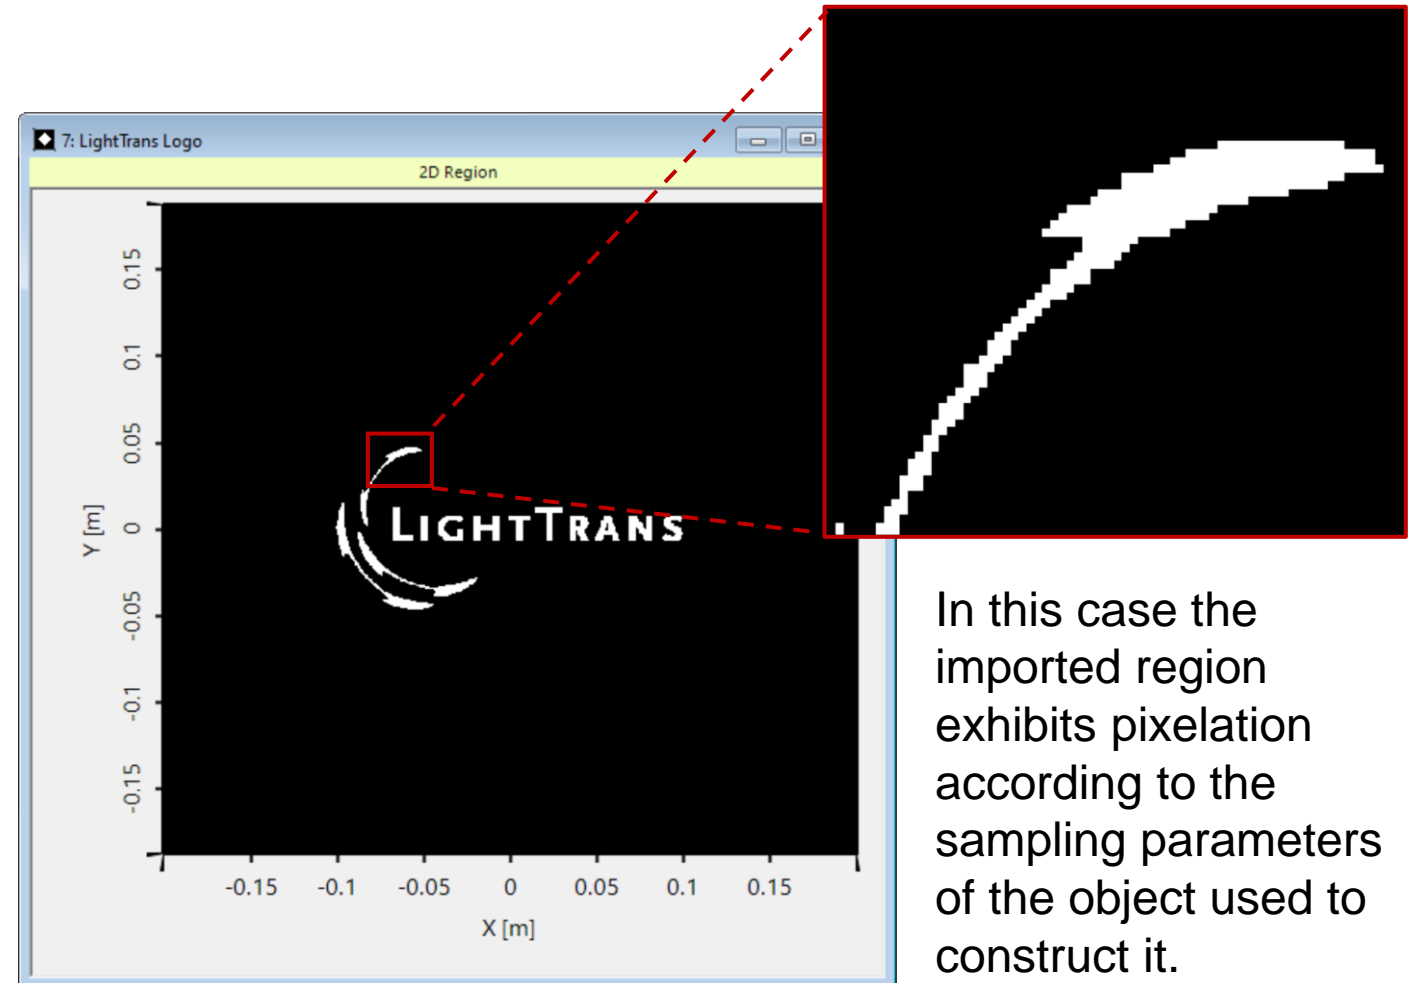 7: LightTrans Logo
2D Region
0.15
0.1
0.05
0
-0.05
-0.1
-0.15
Y [m]
LIGHTTRANS
-0.15 -0.1 -0.05 0 0.05 0.1 0.15
X [m]
In this case the
imported region
exhibits pixelation
according to the
sampling parameters
of the object used to
construct it.